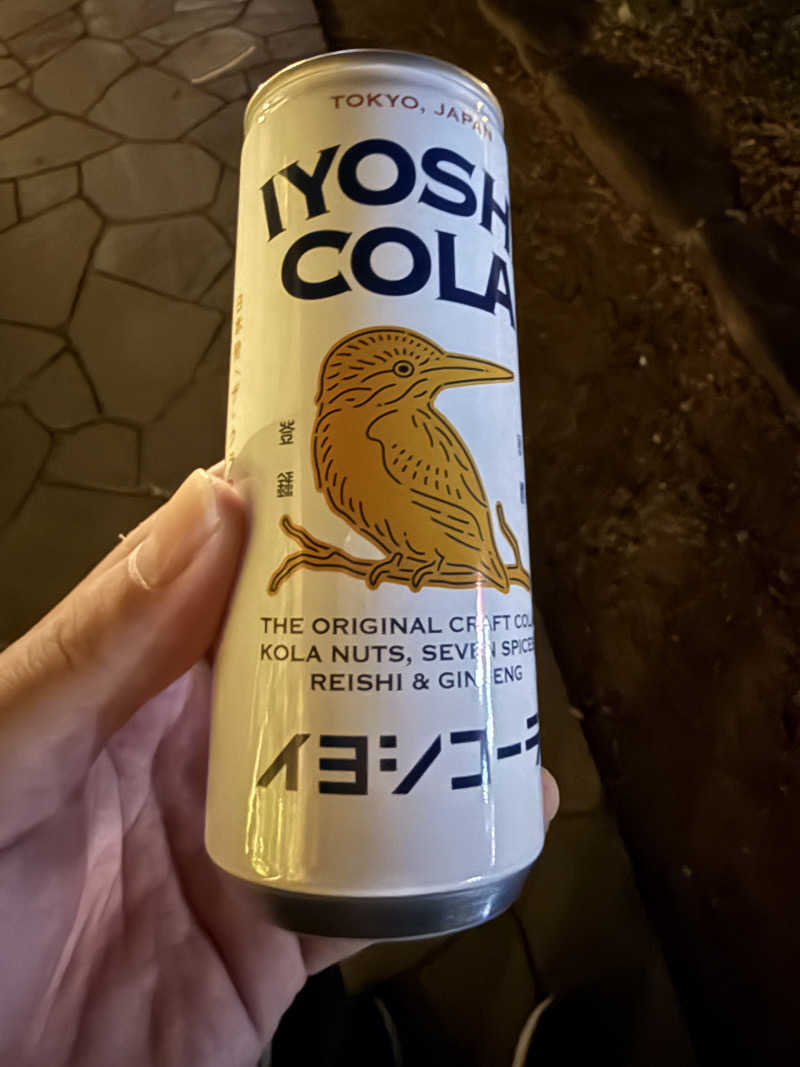 TOKYO, JAPAN
IYOSH
COLA
THE ORIGINAL CRAFT COL
KOLA NUTS, SEVEN SPICES
REISHI & GINSENG
イヨシコーラ